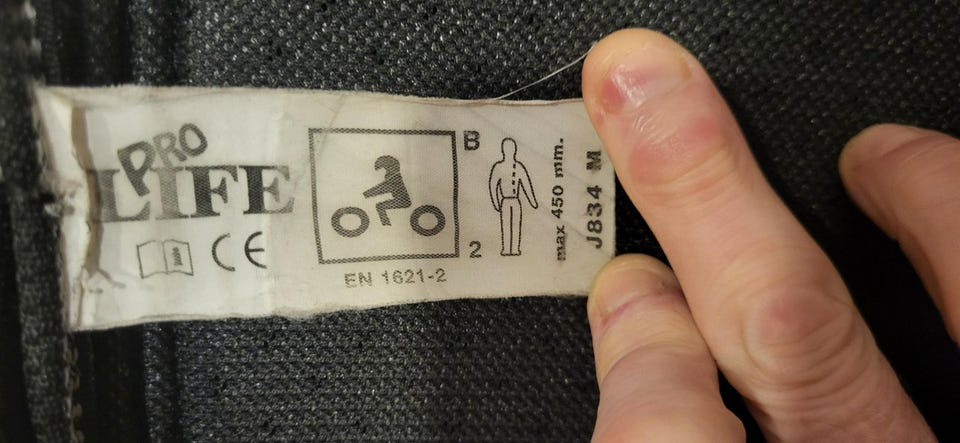 PRO
LIFE
CE
EN 1621-2
B
2
max 450 mm.
J834 M